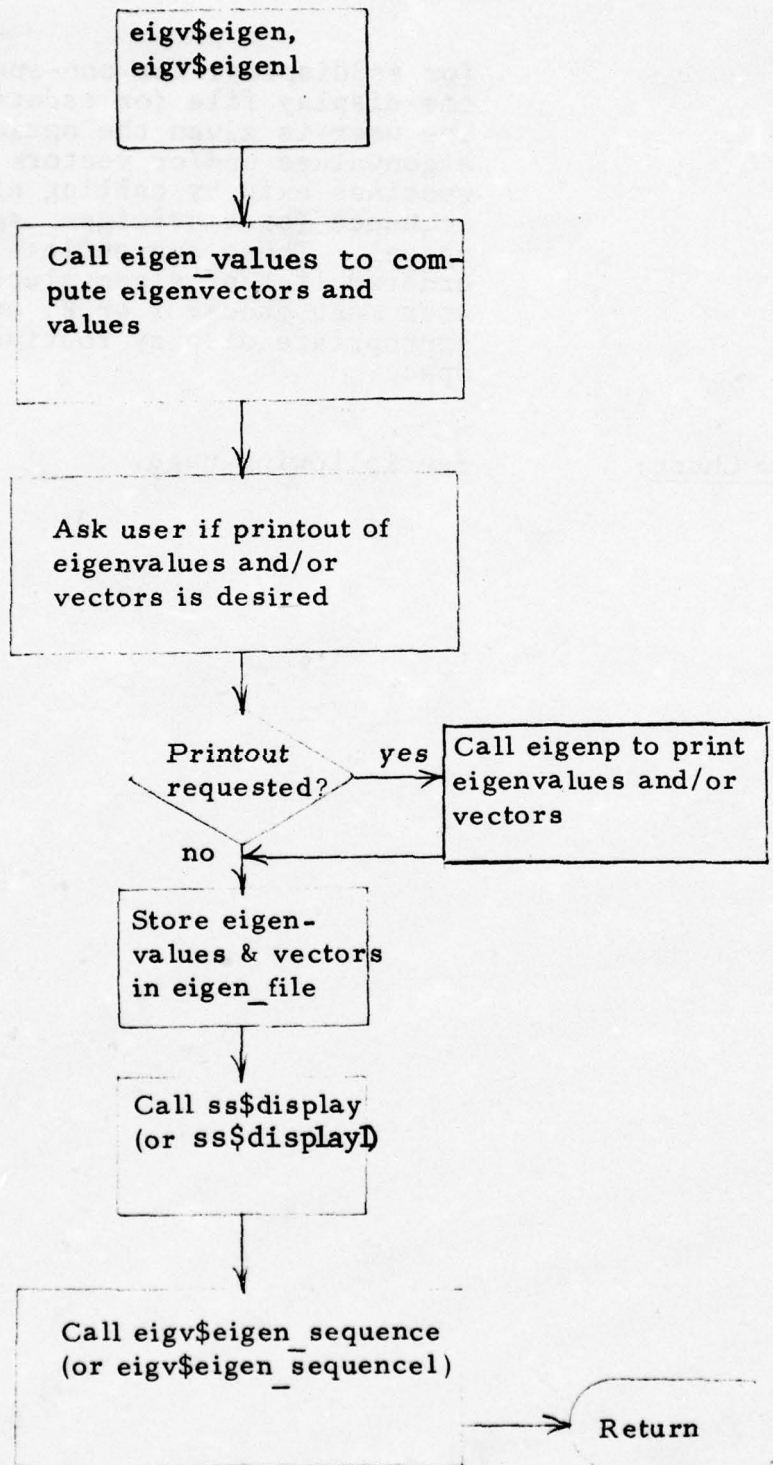 eigv$eigen,
eigv$eigen1
Call eigen_values to com-
pute eigenvectors and
values
Ask user if printout of
eigenvalues and/or
vectors is desired
Printout
requested?
yes
Call eigenp to print
eigenvalues and/or
vectors
no
Store eigen-
values & vectors
in eigen_file
Call ss$display
(or ss$display1)
Call eigv$eigen_sequence
(or eigv$eigen_sequence1)
Return